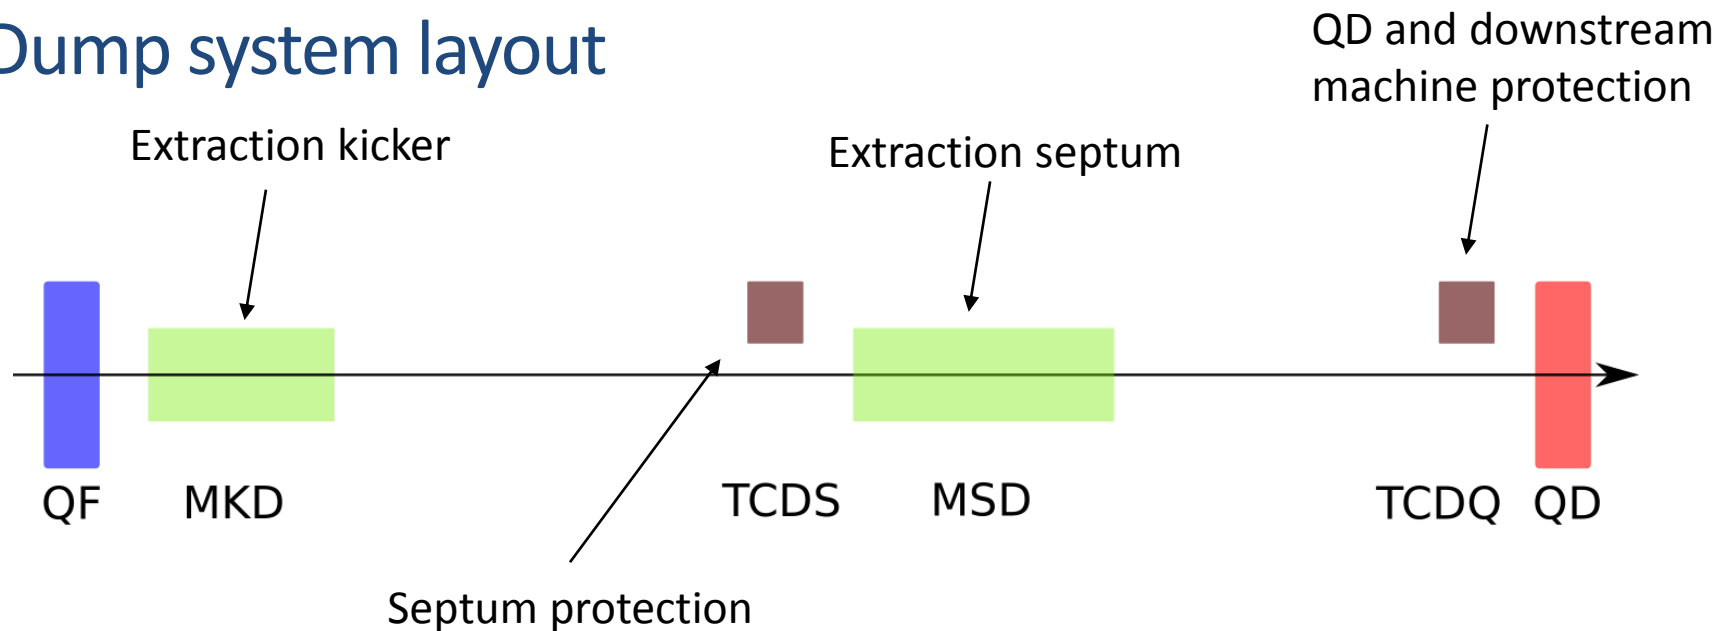 Dump system layout
QD and downstream
machine protection
Extraction kicker
Extraction septum
QF
MKD
TCDS
MSD
TCDQ
QD
Septum protection